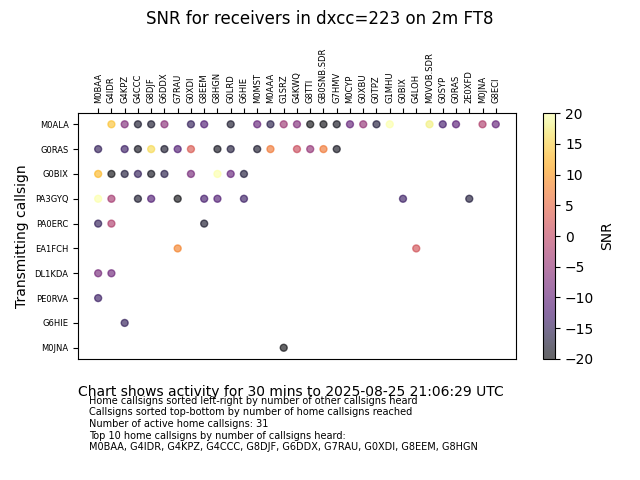 SNR for receivers in dxcc=223 on 2m FT8
M0BAA G4IDR G4KPZ G4CCC G8DJF G6DDX G7RAU G0XDI G8EEM G8HGN G0LRD G6HIE M0MST M0AAA G1SRZ G4KWQ G8TTI GB0SNB.SDR G7HMV M0CYP G0XBU G0TPZ G1MHU G0BIX G4LOH M0VOB.SDR G0SYP G0RAS 2E0XFD M0JNA G8ECI
Transmitting callsign
M0ALA
G0RAS
G0BIX
PA3GYQ
PA0ERC
EA1FCH
DL1KDA
PE0RVA
G6HIE
M0JNA
20
15
10
5
0
−5
−10
−15
−20
SNR
Chart shows activity for 30 mins to 2025-08-25 21:06:29 UTC
Home callsigns sorted left-right by number of other callsigns heard
Callsigns sorted top-bottom by number of home callsigns reached
Number of active home callsigns: 31
Top 10 home callsigns by number of callsigns heard:
M0BAA, G4IDR, G4KPZ, G4CCC, G8DJF, G6DDX, G7RAU, G0XDI, G8EEM, G8HGN